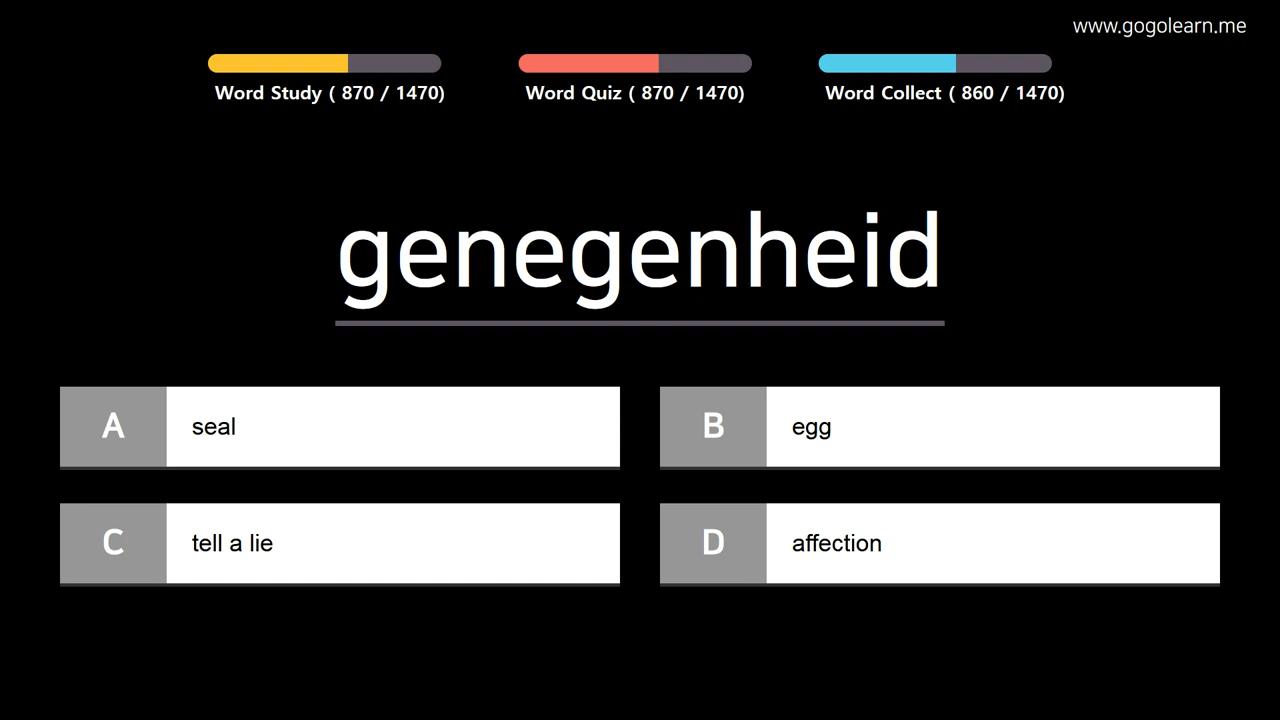 www.gogolearn.me
Word Study ( 870 / 1470)
Word Quiz ( 870 / 1470)
Word Collect ( 860 / 1470)
genegenheid
A seal
B egg
C tell a lie
D affection